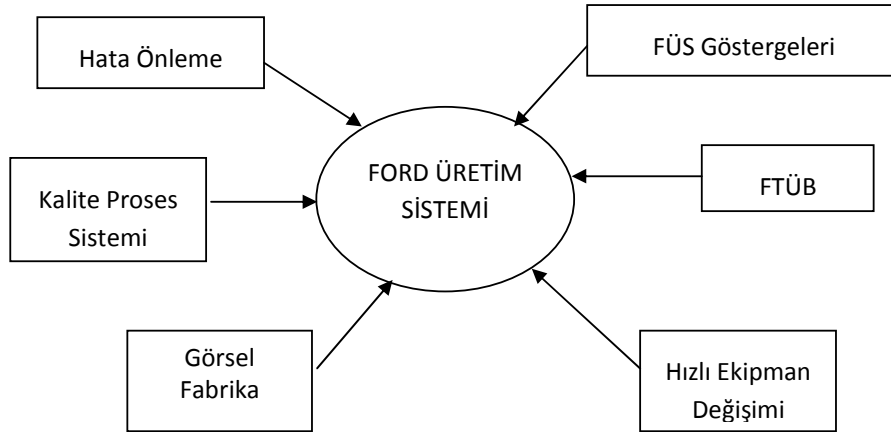 Hata Önleme
FÜS Göstergeleri
FORD ÜRETİM
SİSTEMİ
FTÜB
Kalite Proses
Sistemi
Görsel
Fabrika
Hızlı Ekipman
Değişimi